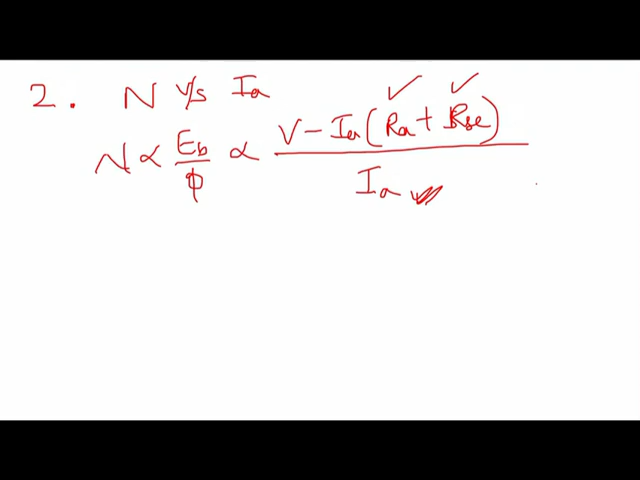 2. N v/s Ia
N ∝ Eb/ϕ ∝ V - Ia(Ra + Rse)/Ia